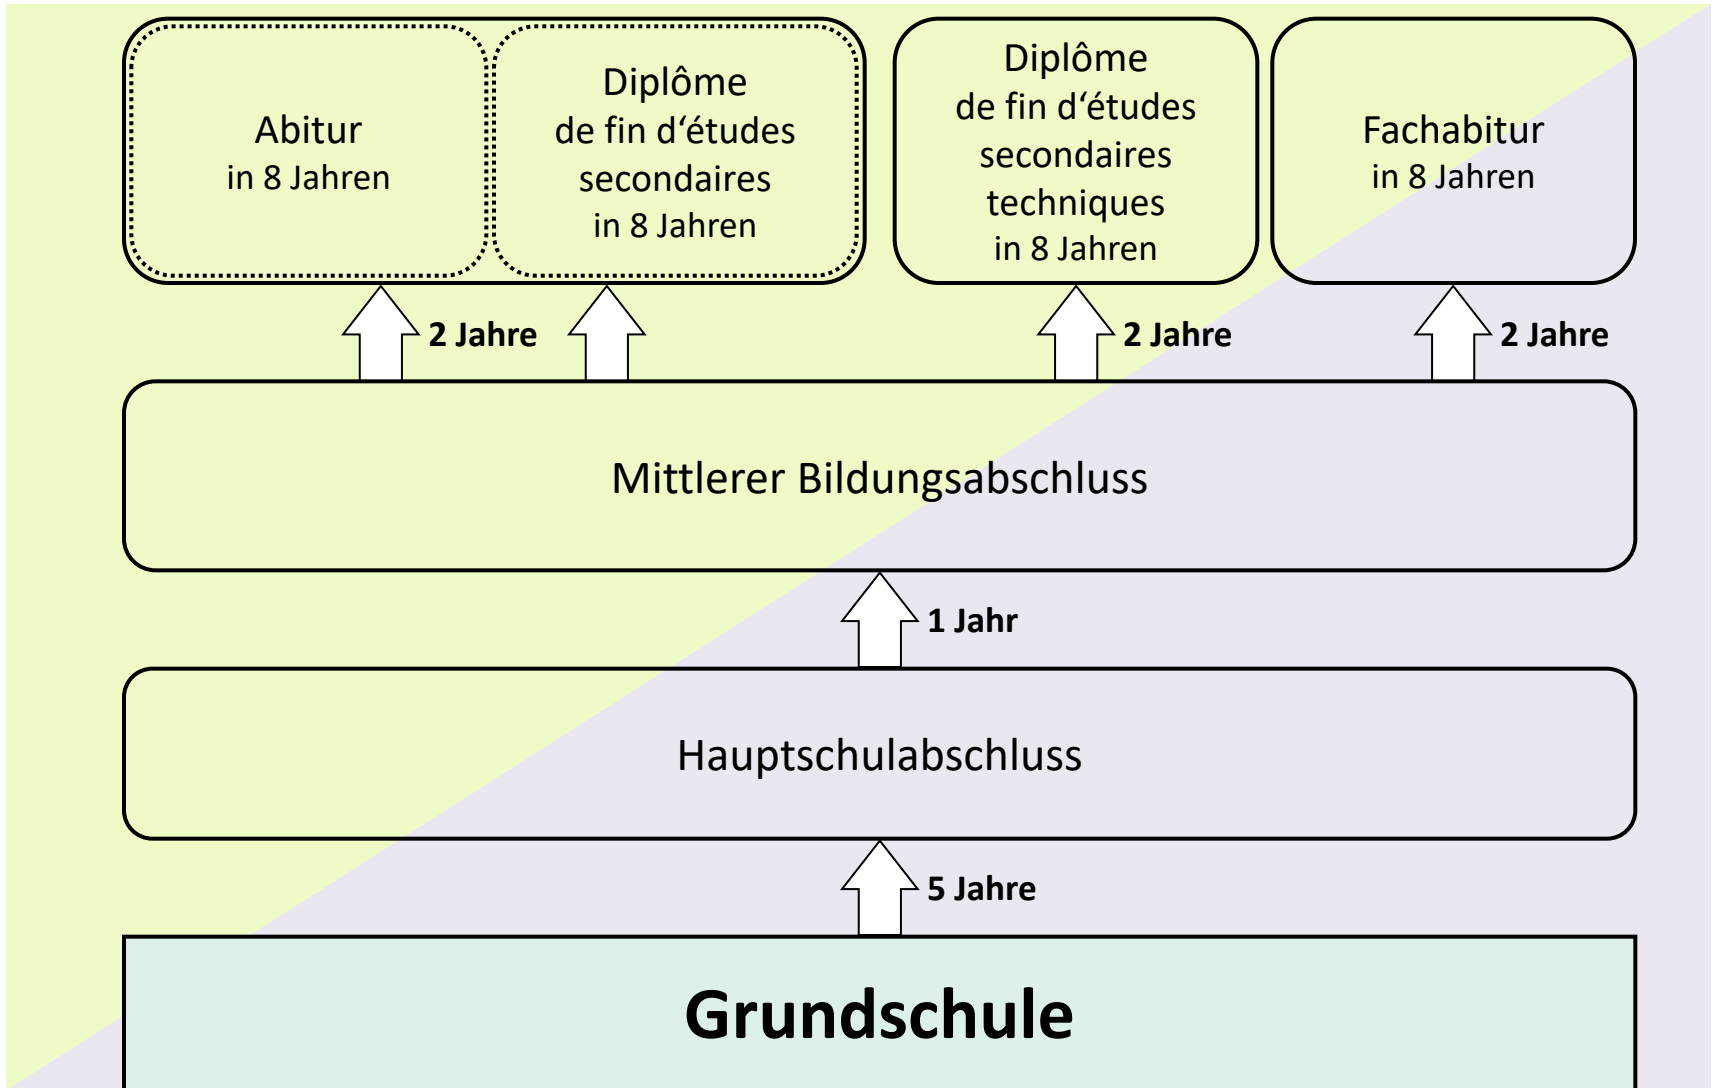 Abitur
in 8 Jahren
Diplôme
de fin d‘études
secondaires
in 8 Jahren
Diplôme
de fin d‘études
secondaires
techniques
in 8 Jahren
Fachabitur
in 8 Jahren
2 Jahre
2 Jahre
2 Jahre
Mittlerer Bildungsabschluss
1 Jahr
Hauptschulabschluss
5 Jahre
Grundschule